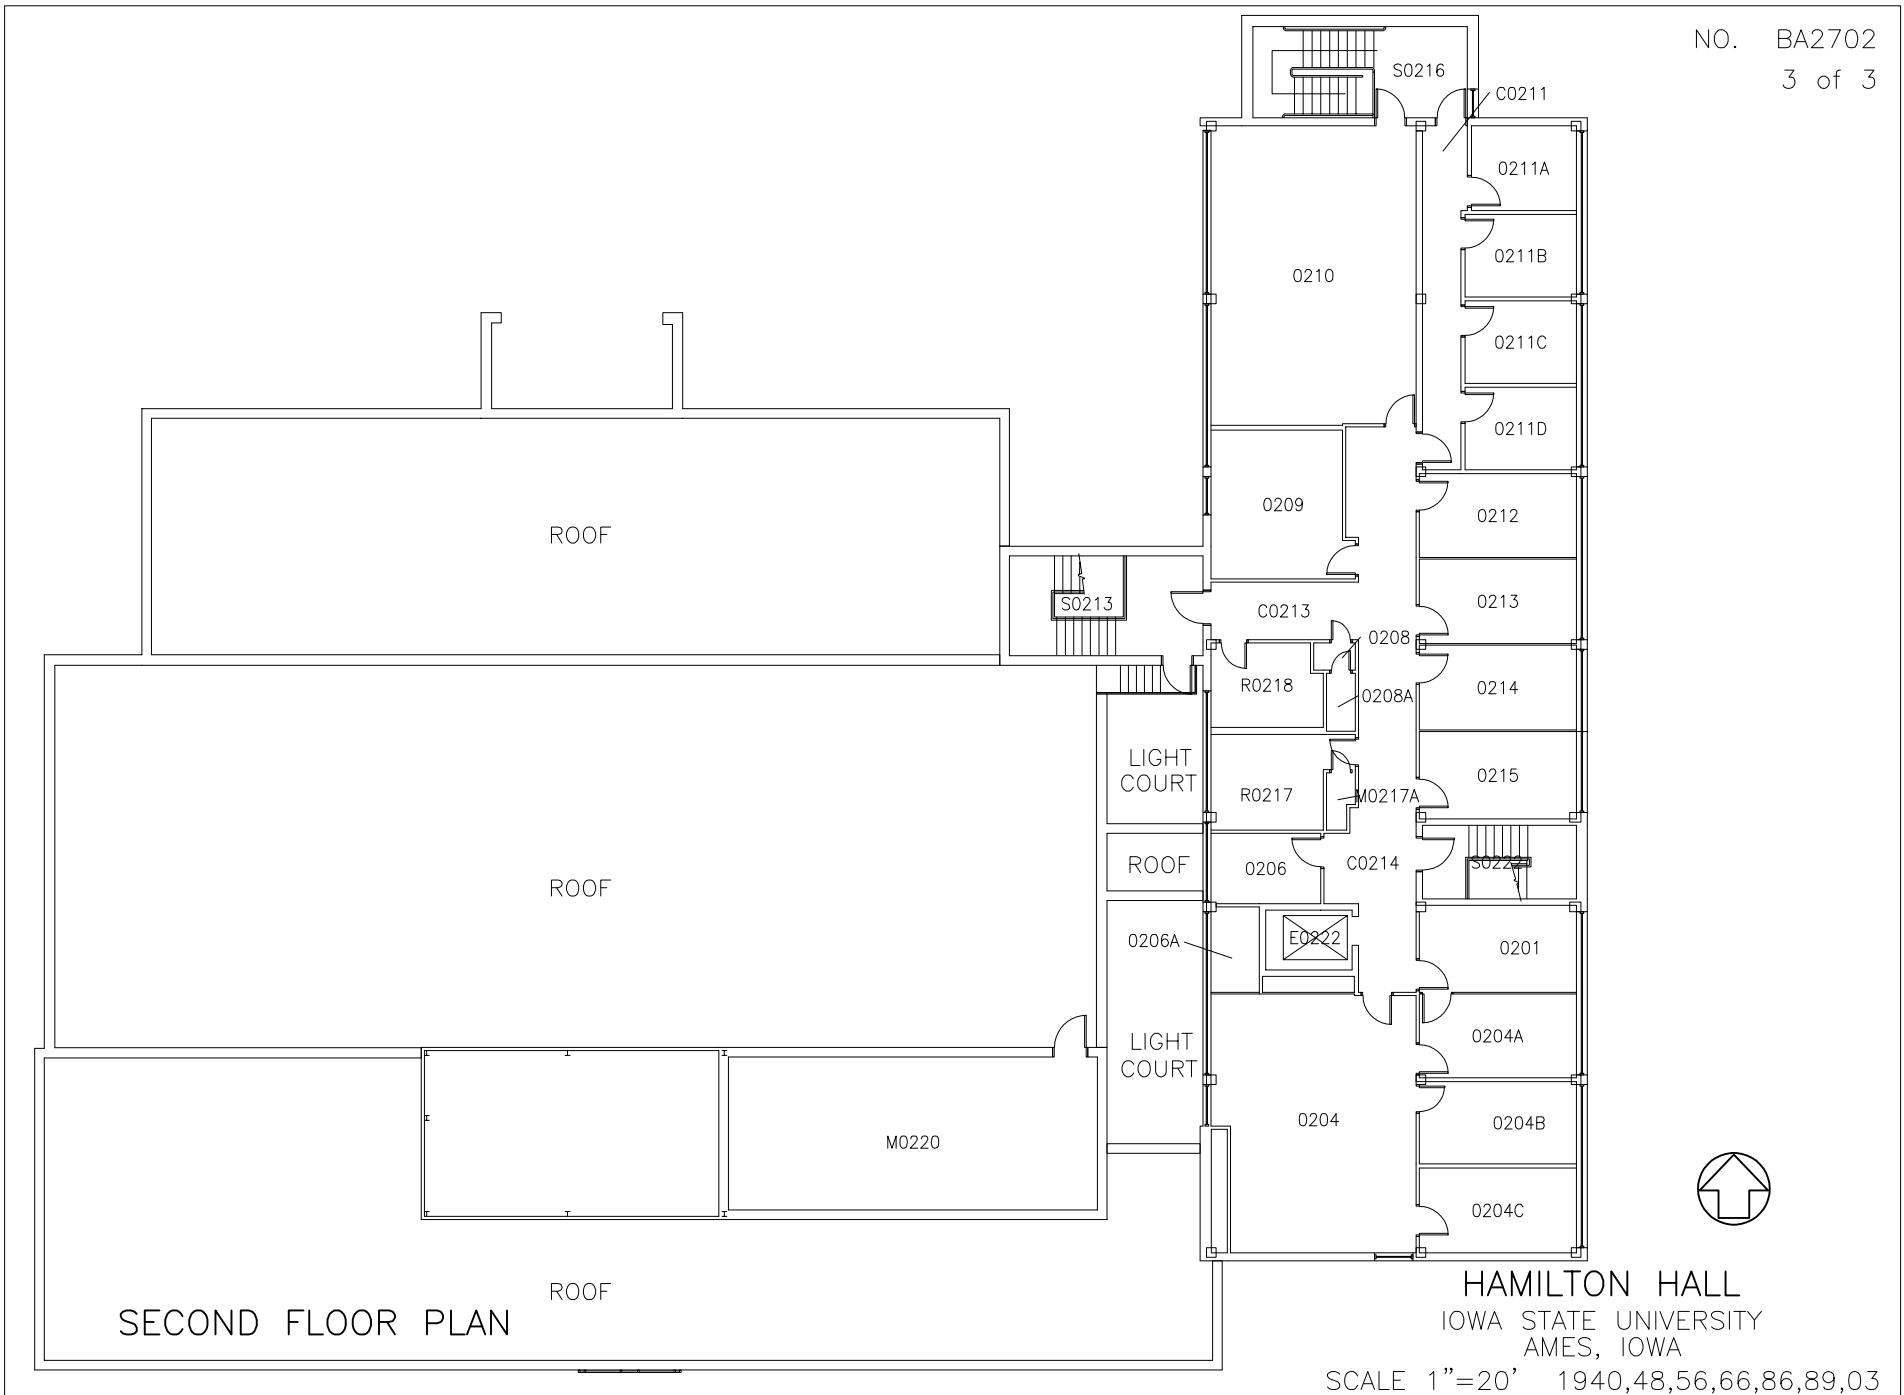 NO. BA2702
3 of 3
S0216
C0211
0211A
0211B
0210
0211C
0211D
0209
0212
ROOF
S0213
C0213
0213
0208
R0218
0208A
0214
LIGHT
COURT
R0217
M0217A
0215
ROOF
ROOF
0206
C0214
S0222
0206A
E0222
0201
LIGHT
COURT
0204A
M0220
0204
0204B
0204C
ROOF
SECOND FLOOR PLAN
HAMILTON HALL
IOWA STATE UNIVERSITY
AMES, IOWA
SCALE 1"=20' 1940,48,56,66,86,89,03